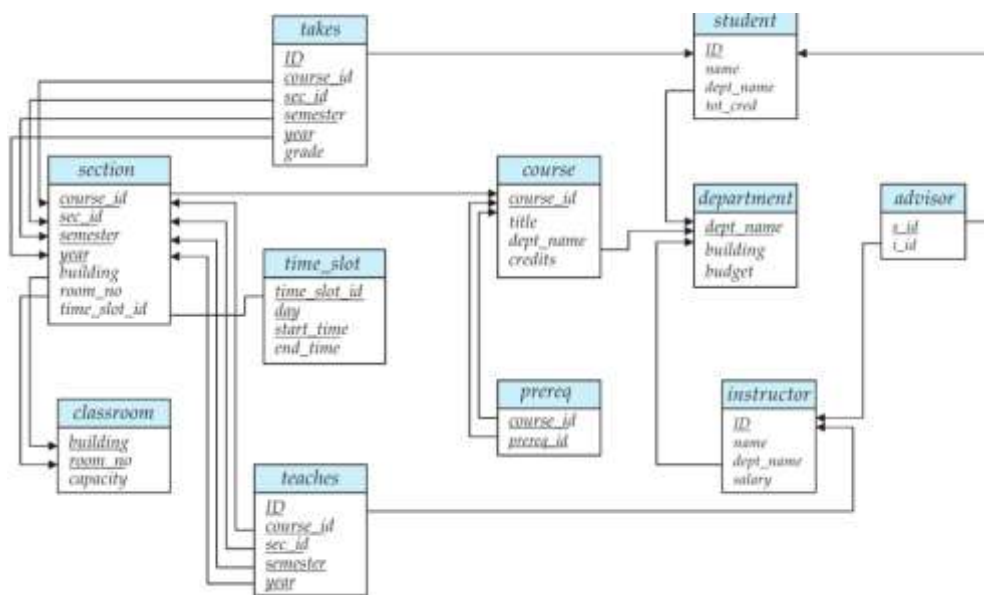 takes
ID
course_id
sec_id
semester
year
grade
student
ID
name
dept_name
tot_cred
section
course_id
sec_id
semester
year
building
room_no
time_slot_id
course
course_id
title
dept_name
credits
department
dept_name
building
budget
advisor
s_id
i_id
time_slot
time_slot_id
day
start_time
end_time
prereq
course_id
prereq_id
instructor
ID
name
dept_name
salary
classroom
building
room_no
capacity
teaches
ID
course_id
sec_id
semester
year